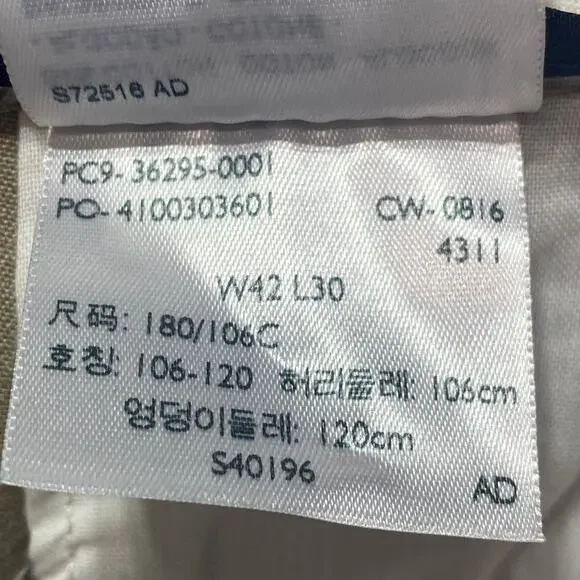 S72516 AD
PC9- 36295-0001
PO- 4100303601 CW- 0816
4311
W42 L30
尺码: 180/106C
호칭: 106-120 허리둘레: 106cm
엉덩이둘레: 120cm
S40196
AD